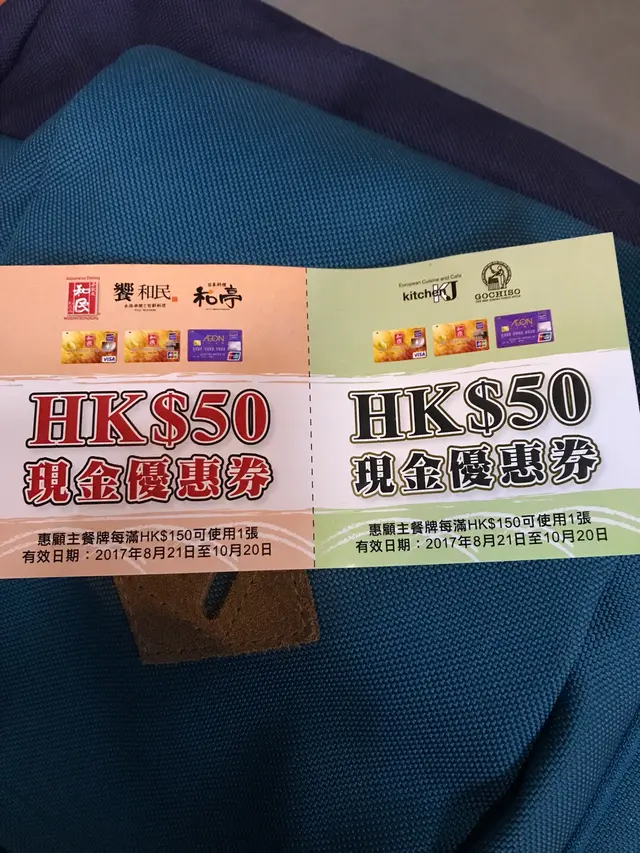 和民
饗 和民
和亭
VISA
AEON
HK$50
現金優惠券
惠顧主餐牌每滿HK$150可使用1張
有效日期：2017年8月21日至10月20日
European Cuisine and Cafe
kitchen KJ
GOCHISO
VISA
AEON
HK$50
現金優惠券
惠顧主餐牌每滿HK$150可使用1張
有效日期：2017年8月21日至10月20日